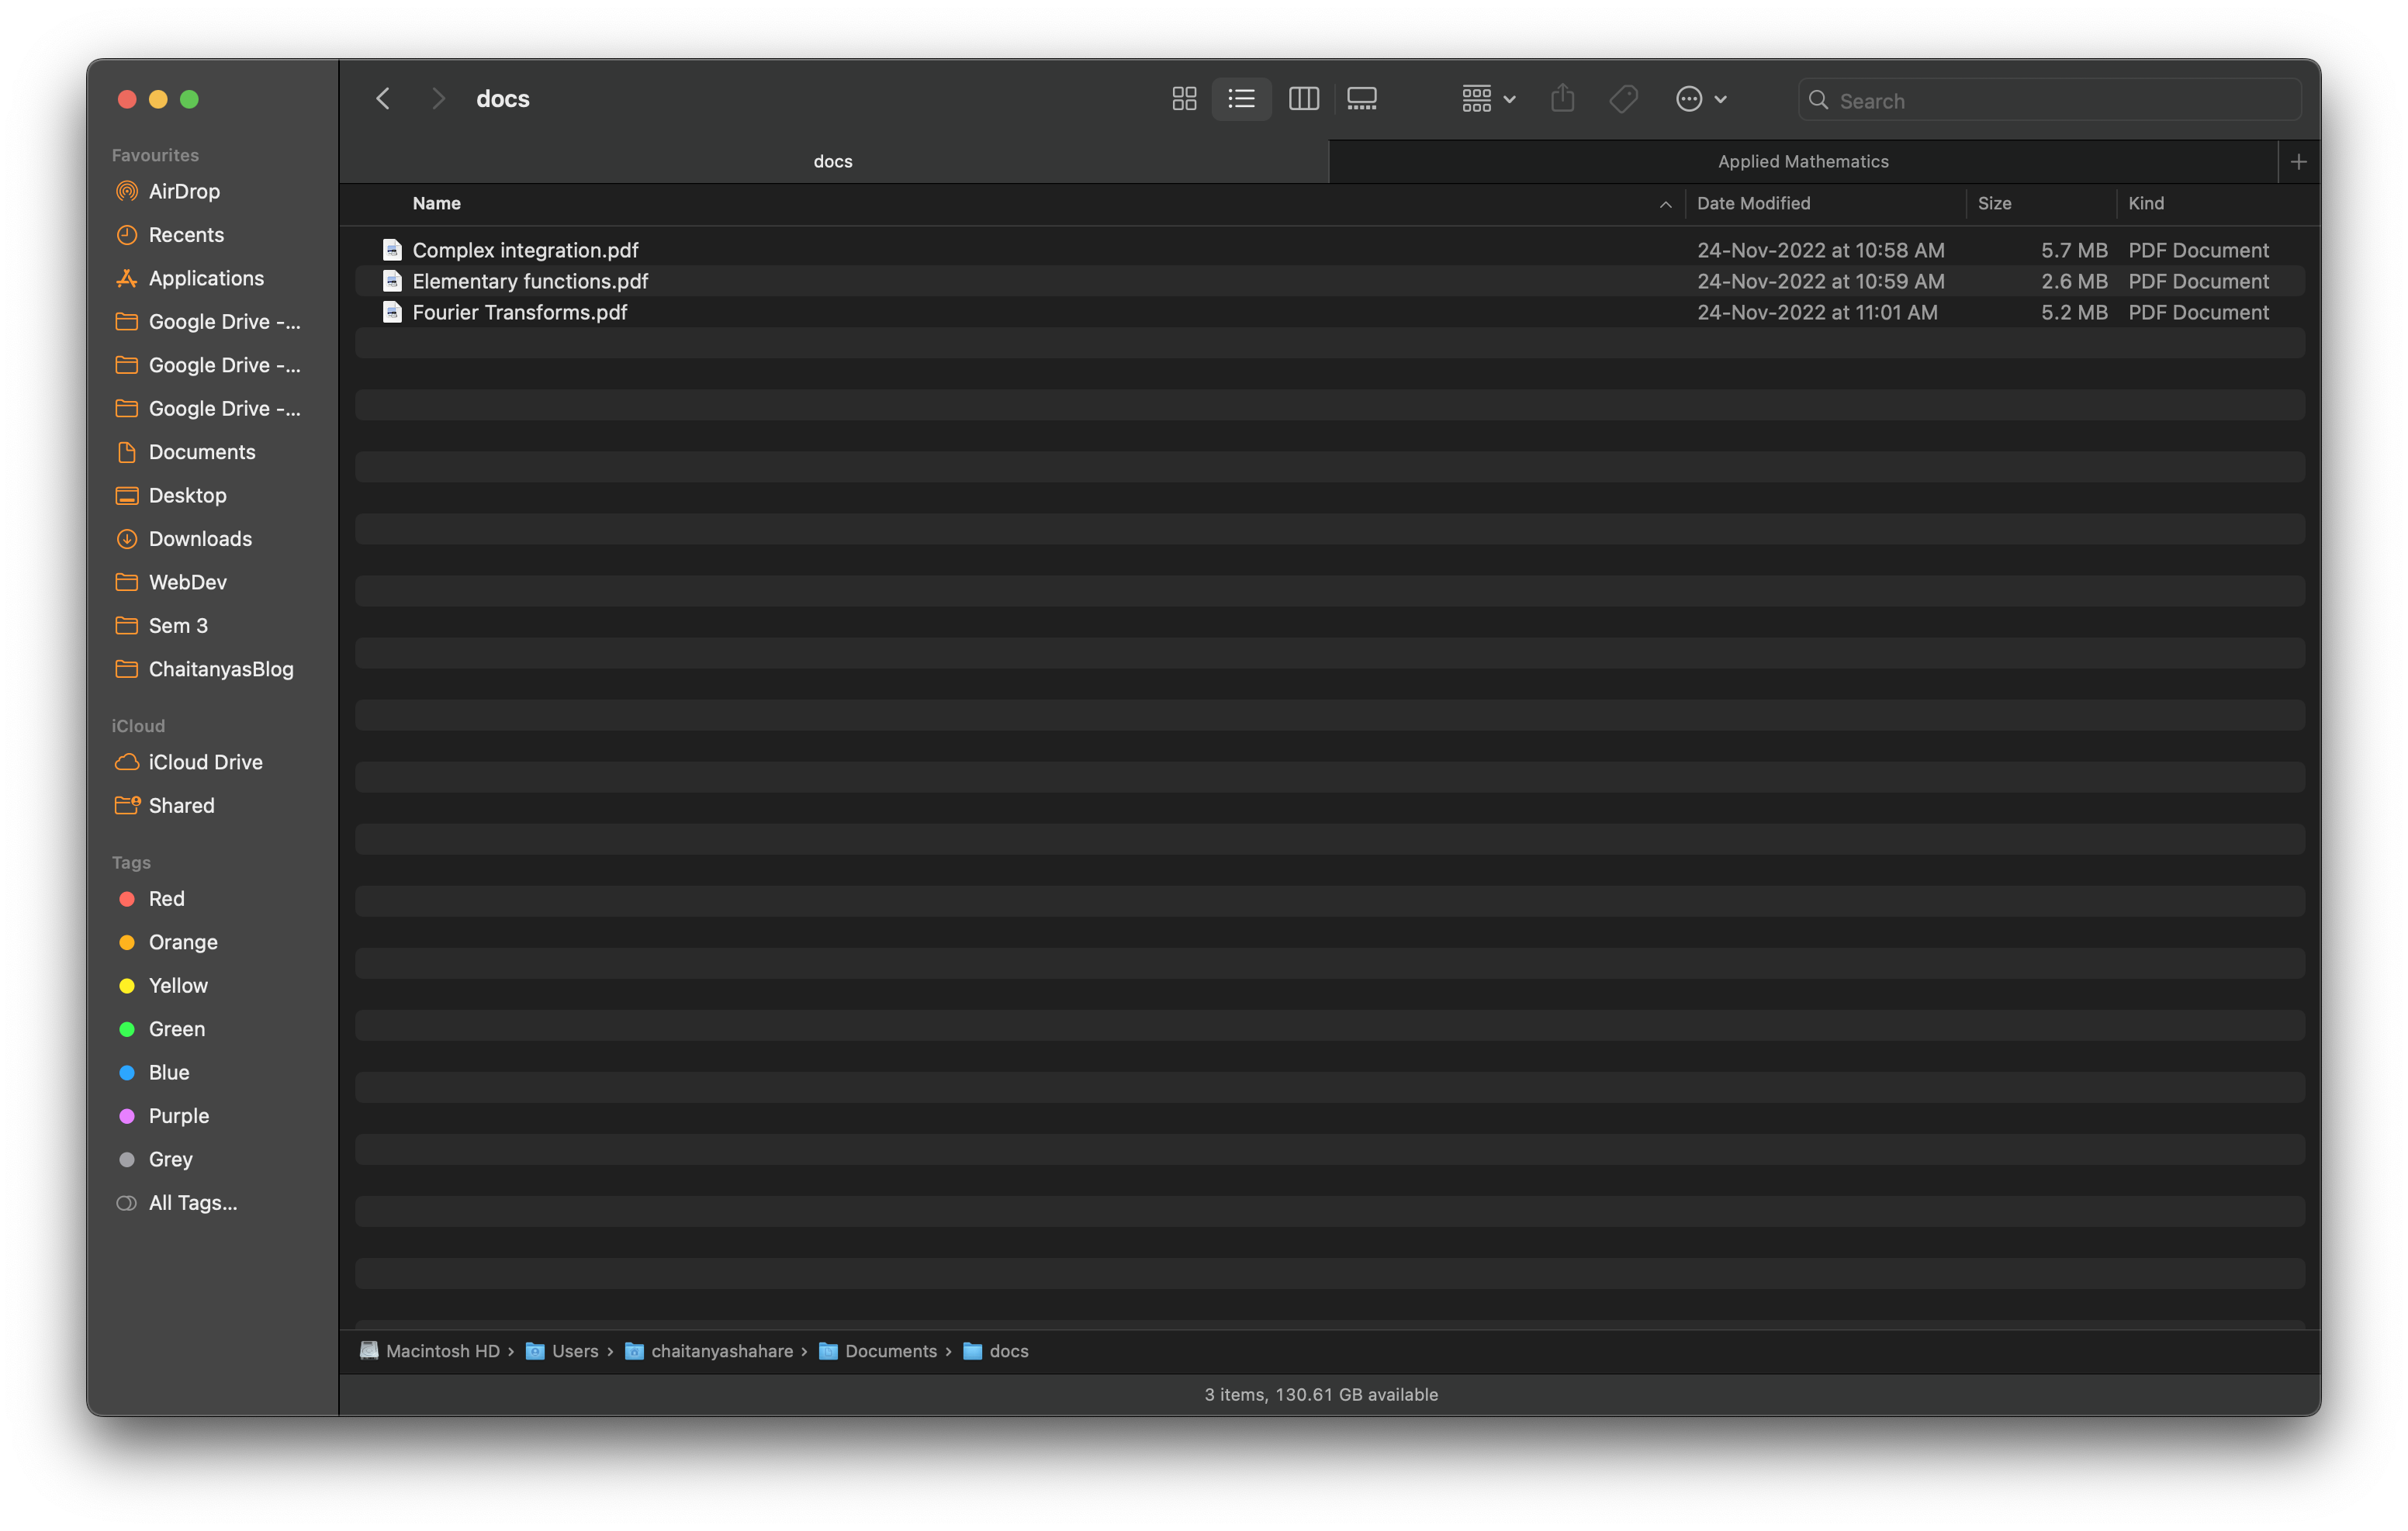 docs
Search
Favourites
AirDrop
Recents
Applications
Google Drive -...
Google Drive -...
Google Drive -...
Documents
Desktop
Downloads
WebDev
Sem 3
ChaitanyasBlog
iCloud
iCloud Drive
Shared
Tags
Red
Orange
Yellow
Green
Blue
Purple
Grey
All Tags...
docs Applied Mathematics
Name Date Modified Size Kind
Complex integration.pdf 24-Nov-2022 at 10:58 AM 5.7 MB PDF Document
Elementary functions.pdf 24-Nov-2022 at 10:59 AM 2.6 MB PDF Document
Fourier Transforms.pdf 24-Nov-2022 at 11:01 AM 5.2 MB PDF Document
Macintosh HD › Users › chaitanyashahare › Documents › docs
3 items, 130.61 GB available